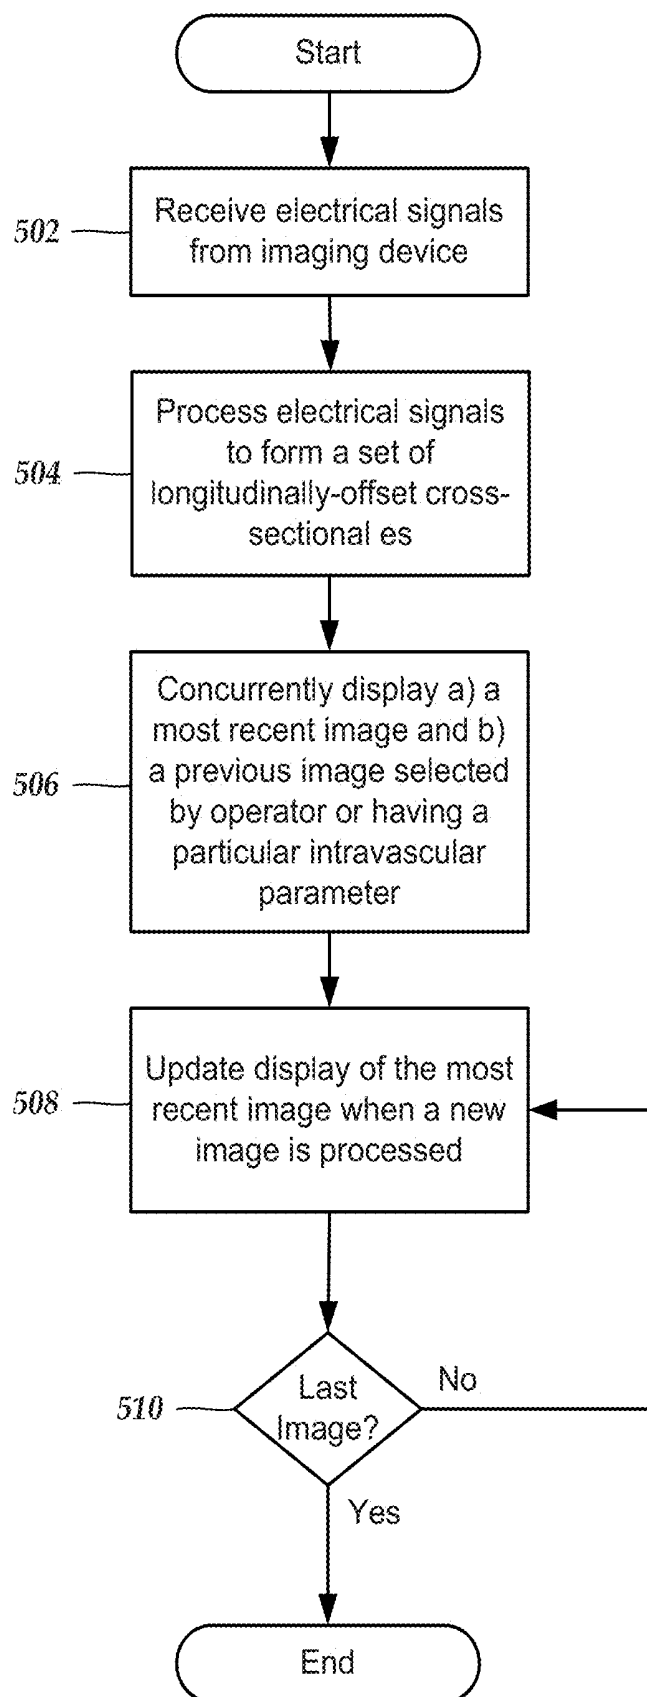 Start
502
Receive electrical signals
from imaging device
504
Process electrical signals
to form a set of
longitudinally-offset cross-
sectional es
506
Concurrently display a) a
most recent image and b)
a previous image selected
by operator or having a
particular intravascular
parameter
508
Update display of the most
recent image when a new
image is processed
510
Last
Image?
No
Yes
End